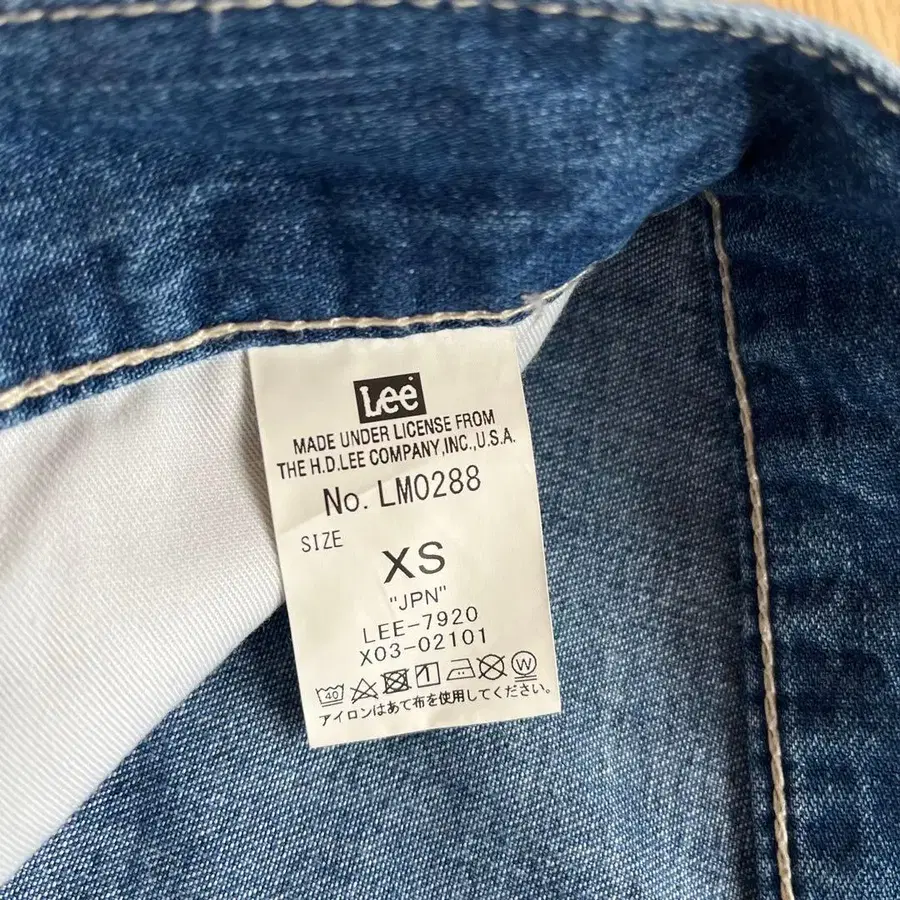 Lee
MADE UNDER LICENSE FROM
THE H.D.LEE COMPANY,INC.,U.S.A.
No. LM0288
SIZE
XS
"JPN"
LEE-7920
X03-02101
40 W
アイロンはあて布を使用してください。